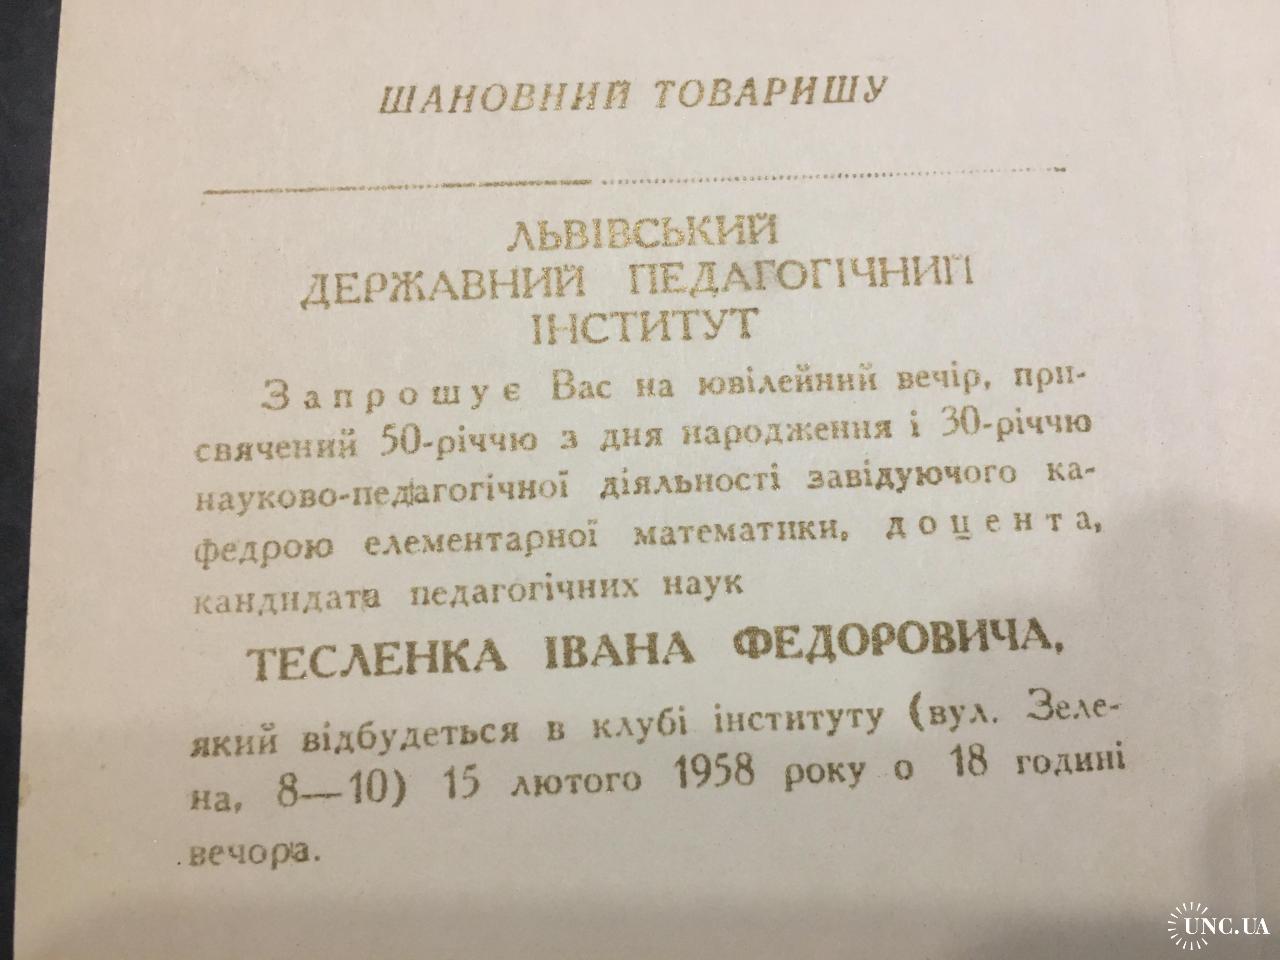 ШАНОВНИЙ ТОВАРИШУ
ЛЬВІВСЬКИЙ
ДЕРЖАВНИЙ ПЕДАГОГІЧНИЙ
ІНСТИТУТ
Запрошує Вас на ювілейний вечір, при-
свячений 50-річчю з дня народження і 30-річчю
науково-педагогічної діяльності завідуючого ка-
федрою елементарної математики, доцента,
кандидата педагогічних наук
ТЕСЛЕНКА ІВАНА ФЕДОРОВИЧА,
який відбудеться в клубі інституту (вул. Зеле-
на, 8—10) 15 лютого 1958 року о 18 годині
вечора.
UNC.UA